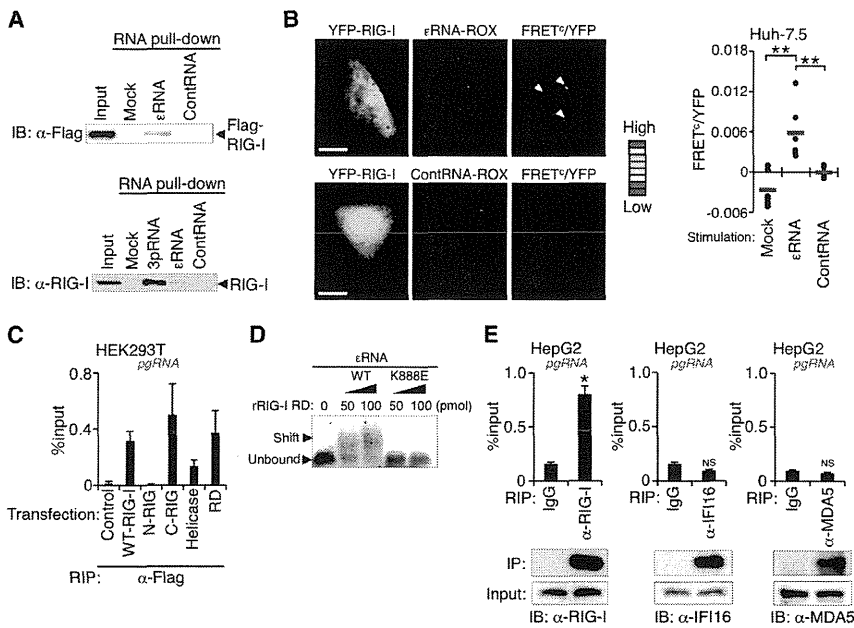 A
RNA pull-down
Input
Mock
εRNA
ContRNA
IB: α-Flag
Flag-
RIG-I
RNA pull-down
Input
Mock
3pRNA
εRNA
ContRNA
IB: α-RIG-I
RIG-I
B
YFP-RIG-I
εRNA-ROX
FRETᶜ/YFP
YFP-RIG-I
ContRNA-ROX
FRETᶜ/YFP
High
Low
Huh-7.5
**
**
FRETᶜ/YFP
0.018
0.012
0.006
0
-0.006
Stimulation:
Mock
εRNA
ContRNA
C
HEK293T
pgRNA
%input
0.8
0.4
0
Transfection:
Control
WT-RIG-I
N-RIG
C-RIG
Helicase
RD
RIP:
α-Flag
D
εRNA
WT
K888E
rRIG-I RD:
0
50
100
50
100
(pmol)
Shift
Unbound
E
HepG2
pgRNA
%input
1.0
0.5
0
*
RIP:
IgG
α-RIG-I
IP:
Input:
IB: α-RIG-I
HepG2
pgRNA
%input
1.0
0.5
0
NS
RIP:
IgG
α-IFI16
IB: α-IFI16
HepG2
pgRNA
%input
1.0
0.5
0
NS
RIP:
IgG
α-MDA5
IB: α-MDA5